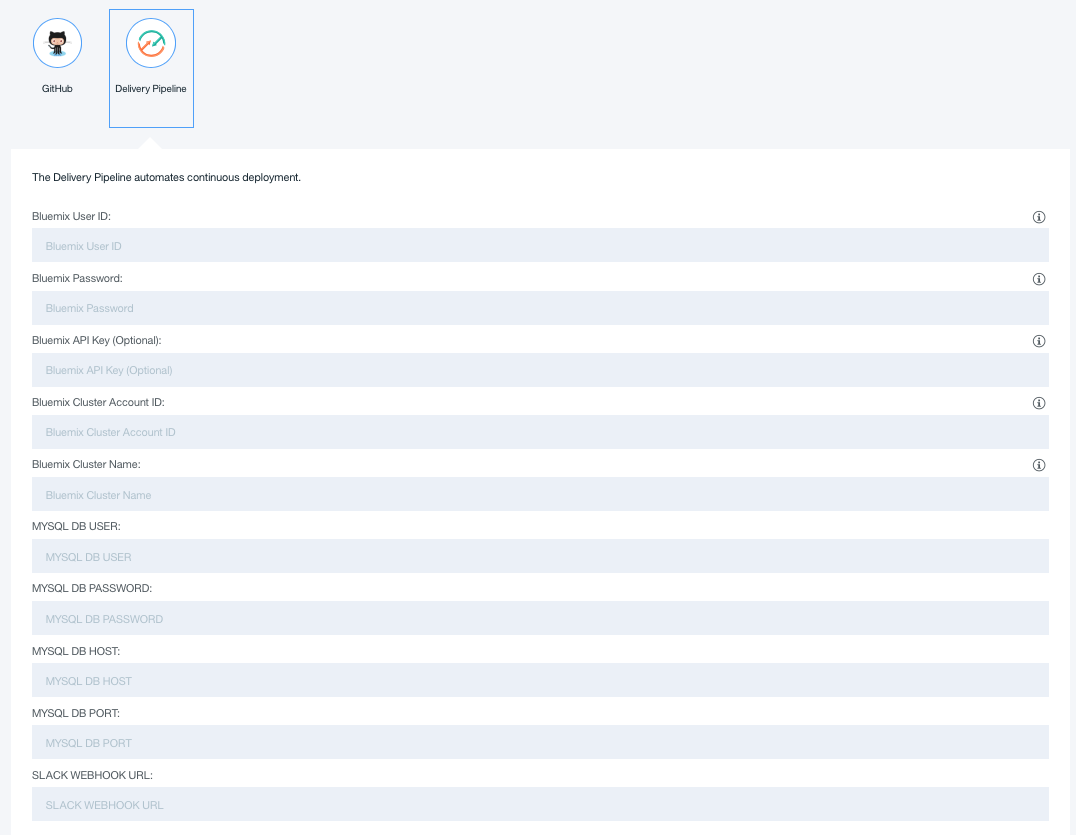 GitHub
Delivery Pipeline
The Delivery Pipeline automates continuous deployment.
Bluemix User ID:
Bluemix User ID
Bluemix Password:
Bluemix Password
Bluemix API Key (Optional):
Bluemix API Key (Optional)
Bluemix Cluster Account ID:
Bluemix Cluster Account ID
Bluemix Cluster Name:
Bluemix Cluster Name
MYSQL DB USER:
MYSQL DB USER
MYSQL DB PASSWORD:
MYSQL DB PASSWORD
MYSQL DB HOST:
MYSQL DB HOST
MYSQL DB PORT:
MYSQL DB PORT
SLACK WEBHOOK URL:
SLACK WEBHOOK URL